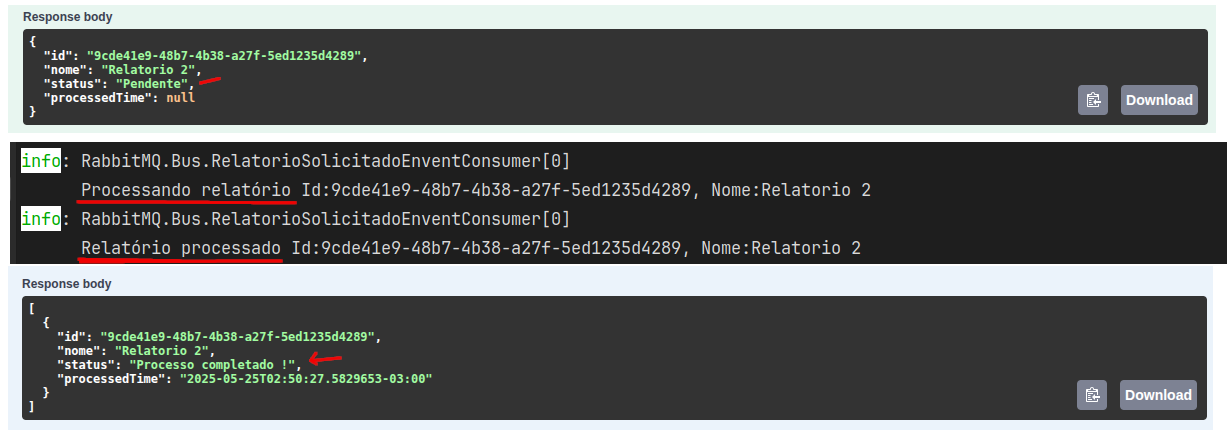 Response body
{
  "id": "9cde41e9-48b7-4b38-a27f-5ed1235d4289",
  "nome": "Relatorio 2",
  "status": "Pendente",
  "processedTime": null
}
Download
info: RabbitMQ.Bus.RelatorioSolicitadoEnventConsumer[0]
Processando relatório Id:9cde41e9-48b7-4b38-a27f-5ed1235d4289, Nome:Relatorio 2
info: RabbitMQ.Bus.RelatorioSolicitadoEnventConsumer[0]
Relatório processado Id:9cde41e9-48b7-4b38-a27f-5ed1235d4289, Nome:Relatorio 2
Response body
[
  {
    "id": "9cde41e9-48b7-4b38-a27f-5ed1235d4289",
    "nome": "Relatorio 2",
    "status": "Processo completado !",
    "processedTime": "2025-05-25T02:50:27.5829653-03:00"
  }
]
Download